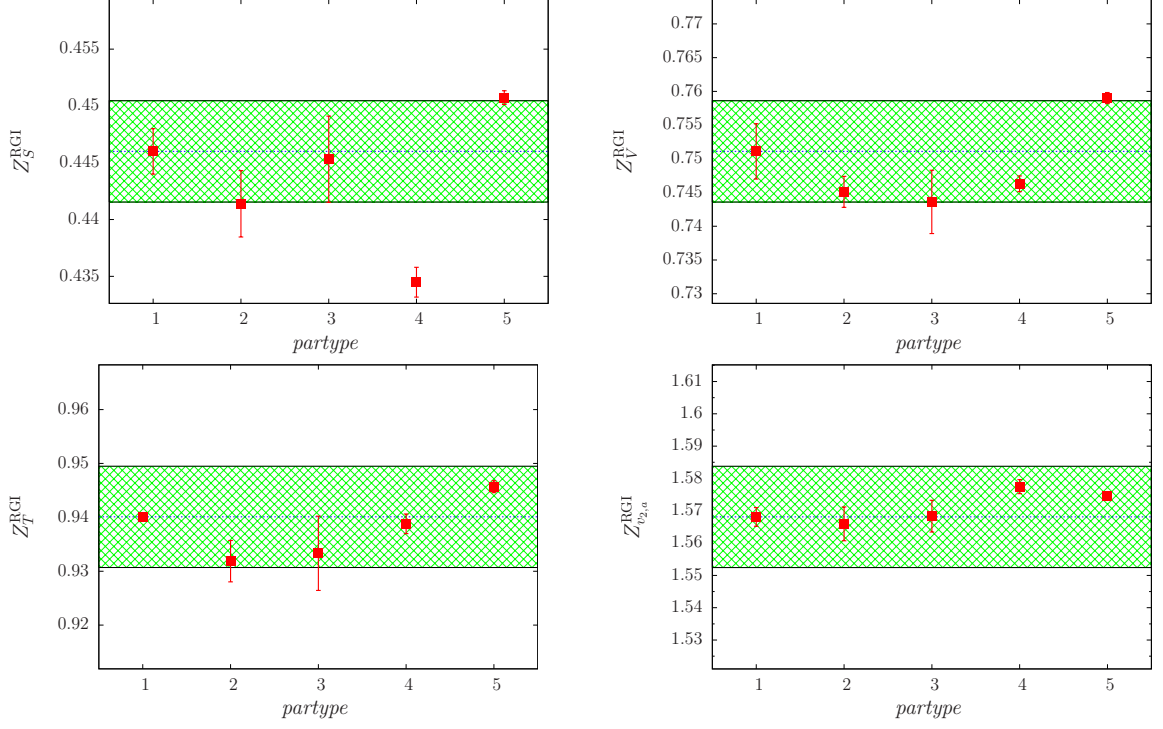 0.455
0.45
0.445
0.44
0.435
Z_S^RGI
1 2 3 4 5
partype
0.77
0.765
0.76
0.755
0.75
0.745
0.74
0.735
0.73
Z_V^RGI
1 2 3 4 5
partype
0.96
0.95
0.94
0.93
0.92
Z_T^RGI
1 2 3 4 5
partype
1.61
1.6
1.59
1.58
1.57
1.56
1.55
1.54
1.53
Z_{v_{2,a}}^RGI
1 2 3 4 5
partype